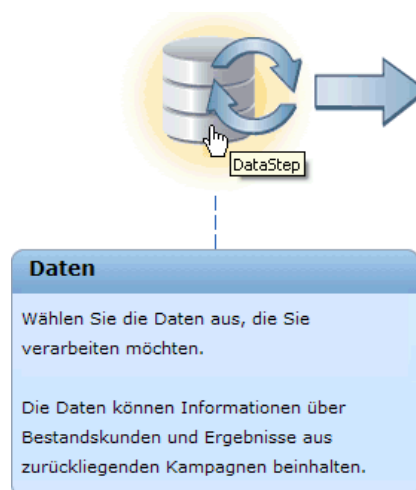 DataStep
Daten
Wählen Sie die Daten aus, die Sie
verarbeiten möchten.
Die Daten können Informationen über
Bestandskunden und Ergebnisse aus
zurückliegenden Kampagnen beinhalten.